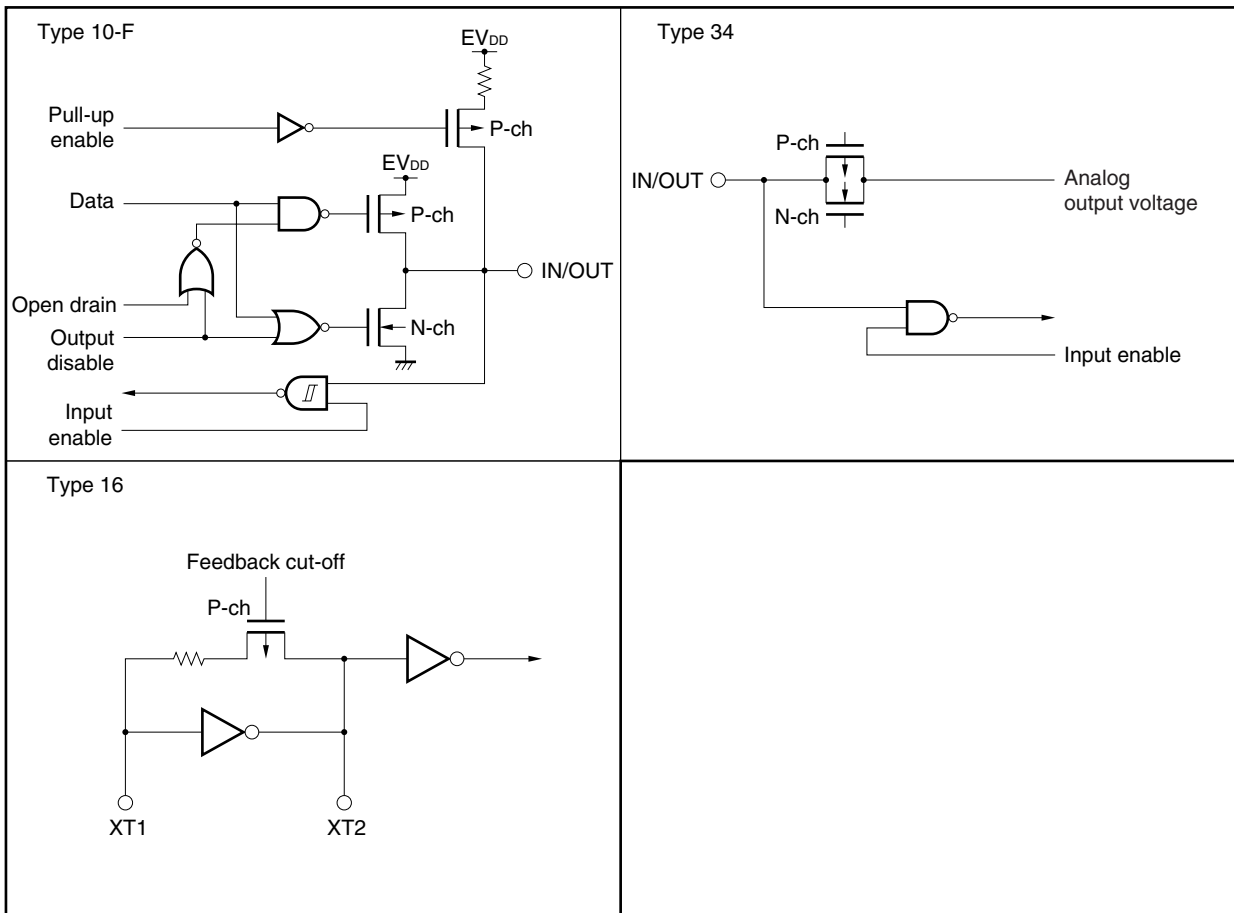 Type 10-F
EVDD
Pull-up
enable
P-ch
EVDD
Data
P-ch
IN/OUT
Open drain
Output
disable
N-ch
Input
enable
Type 34
P-ch
IN/OUT
N-ch
Analog
output voltage
Input enable
Type 16
Feedback cut-off
P-ch
XT1
XT2